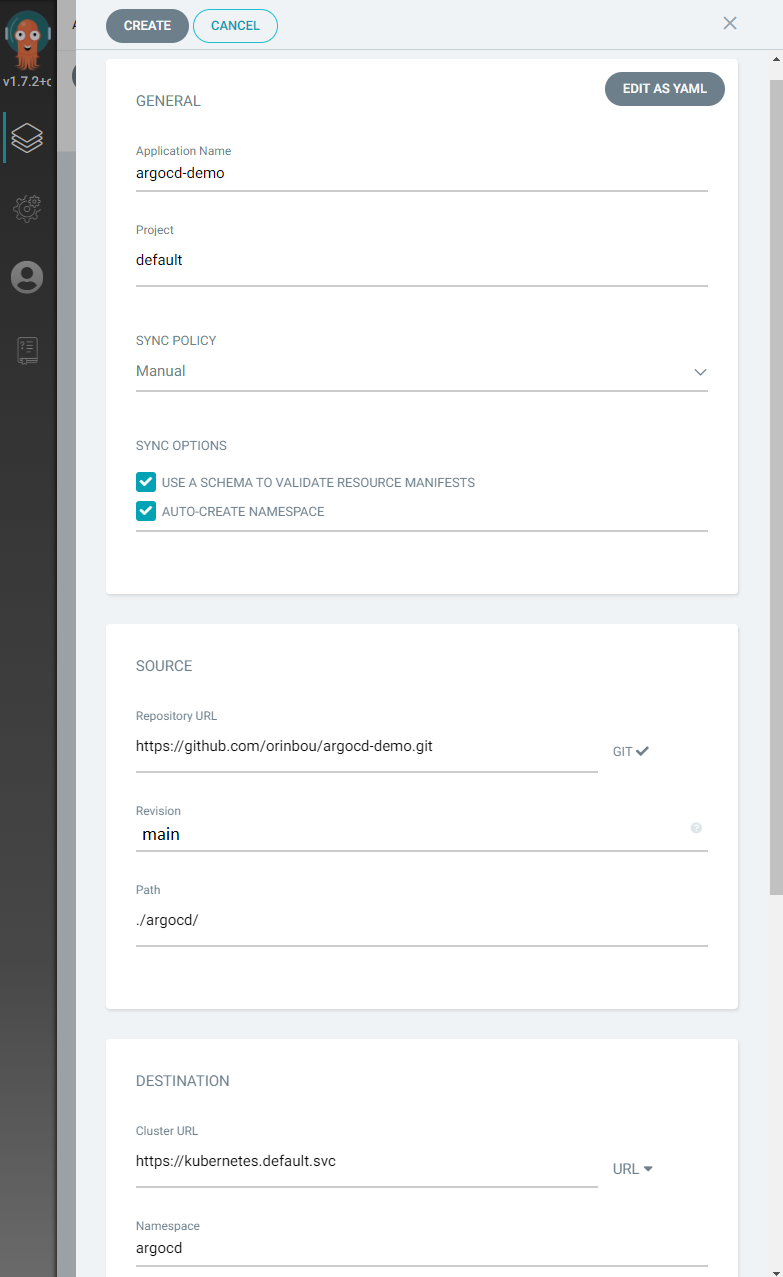 CREATE CANCEL
v1.7.2+
EDIT AS YAML
GENERAL
Application Name
argocd-demo
Project
default
SYNC POLICY
Manual
SYNC OPTIONS
USE A SCHEMA TO VALIDATE RESOURCE MANIFESTS
AUTO-CREATE NAMESPACE
SOURCE
Repository URL
https://github.com/orinbou/argocd-demo.git GIT
Revision
main
Path
./argocd/
DESTINATION
Cluster URL
https://kubernetes.default.svc URL
Namespace
argocd